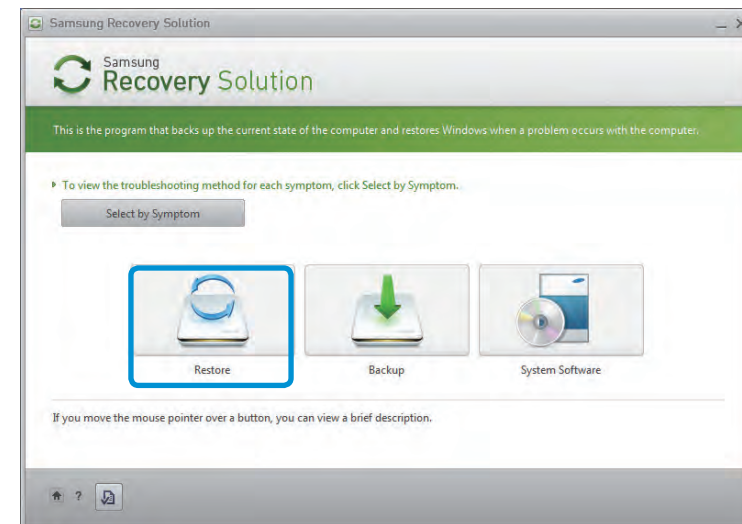 Samsung Recovery Solution
Samsung
Recovery Solution
This is the program that backs up the current state of the computer and restores Windows when a problem occurs with the computer.
To view the troubleshooting method for each symptom, click Select by Symptom.
Select by Symptom
Restore
Backup
System Software
If you move the mouse pointer over a button, you can view a brief description.
?